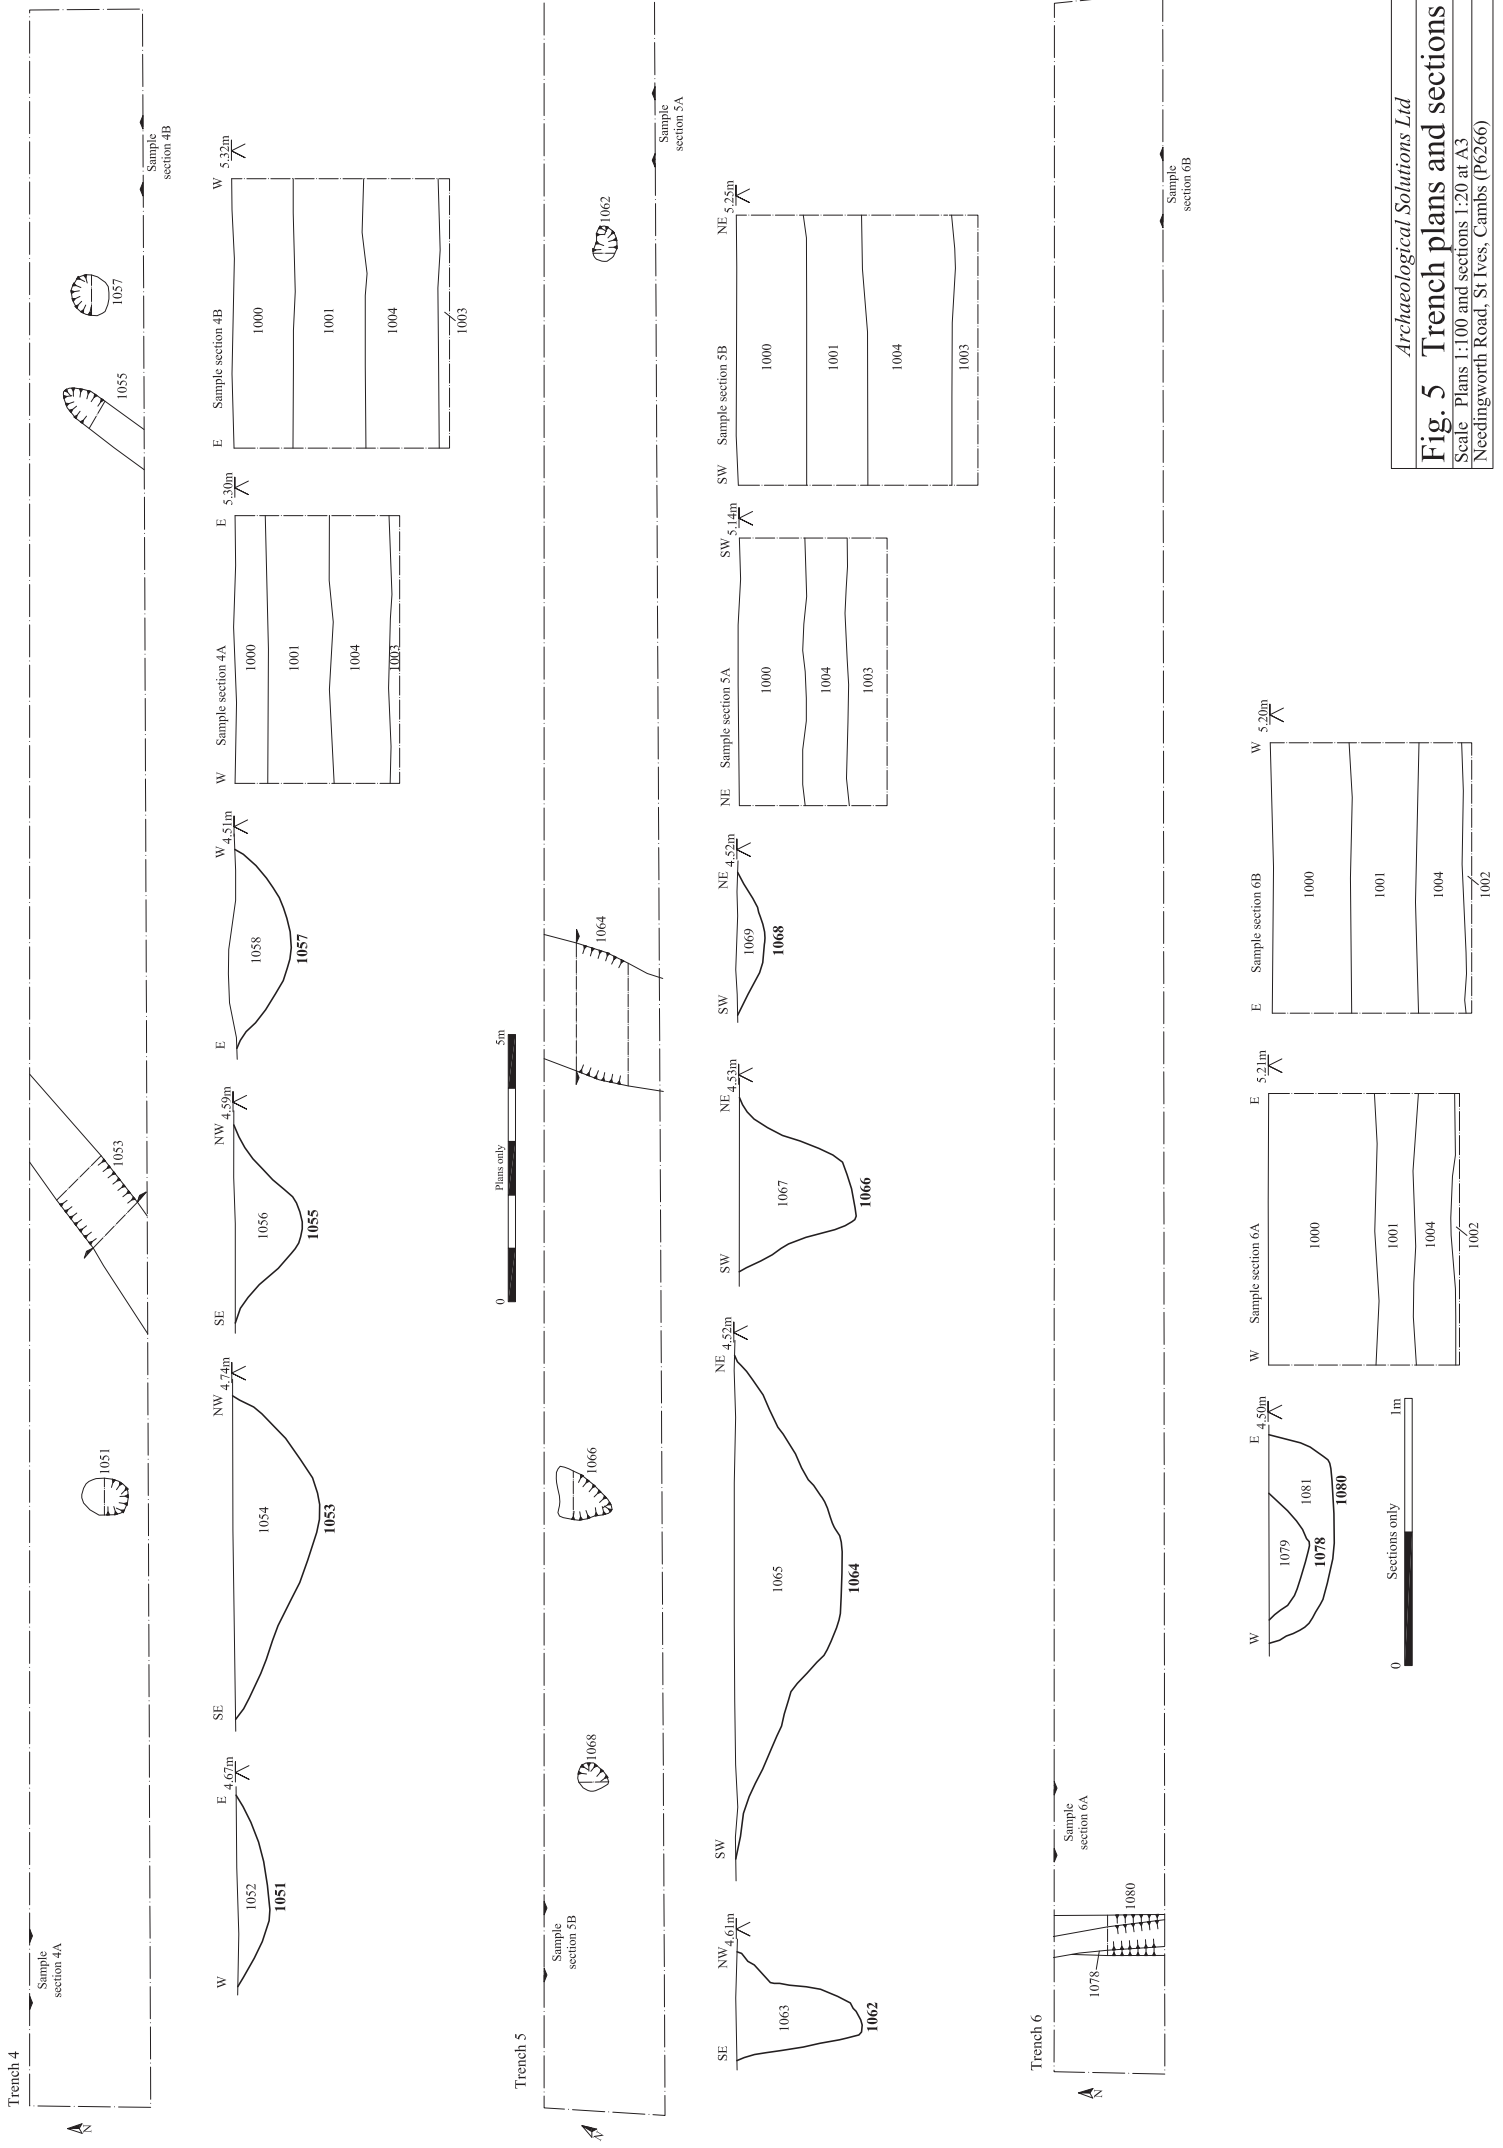 Trench 4
Sample
section 4A
1051
1053
1055
1057
Sample
section 4B
N
W
E
4.67m
1052
1051
SE
NW
4.74m
1054
1053
SE
NW
4.59m
1056
1055
E
W
4.51m
1058
1057
W
Sample section 4A
E
5.30m
1000
1001
1004
1003
E
Sample section 4B
W
5.32m
1000
1001
1004
1003
0
Plans only
5m
Trench 5
Sample
section 5B
1068
1066
1064
1062
Sample
section 5A
N
SE
NW
4.61m
1063
1062
SW
NE
4.52m
1065
1064
SW
NE
4.53m
1067
1066
SW
NE
4.52m
1069
1068
NE
Sample section 5A
SW
5.14m
1000
1004
1003
SW
Sample section 5B
NE
5.25m
1000
1001
1004
1003
Trench 6
1078
1080
Sample
section 6A
Sample
section 6B
N
W
E
4.50m
1079
1081
1078
1080
W
Sample section 6A
E
5.21m
1000
1001
1004
1002
E
Sample section 6B
W
5.20m
1000
1001
1004
1002
0
Sections only
1m
Archaeological Solutions Ltd
Fig. 5 Trench plans and sections
Scale Plans 1:100 and sections 1:20 at A3
Needingworth Road, St Ives, Cambs (P6266)